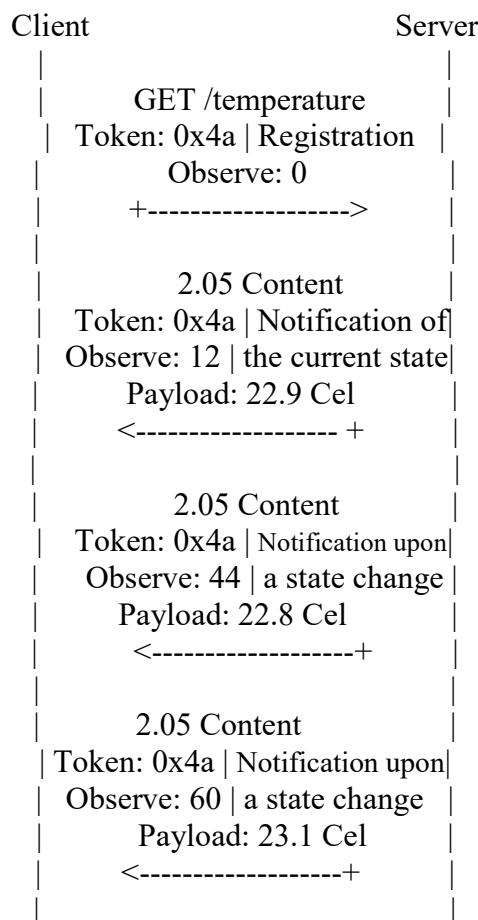 Client Server
| |
| GET /temperature |
| Token: 0x4a | Registration |
| Observe: 0 |
| +-------------------> |
| |
| 2.05 Content |
| Token: 0x4a | Notification of|
| Observe: 12 | the current state|
| Payload: 22.9 Cel |
| <------------------- + |
| |
| 2.05 Content |
| Token: 0x4a | Notification upon|
| Observe: 44 | a state change |
| Payload: 22.8 Cel |
| <-------------------+ |
| |
| 2.05 Content |
| Token: 0x4a | Notification upon|
| Observe: 60 | a state change |
| Payload: 23.1 Cel |
| <-------------------+ |
| |